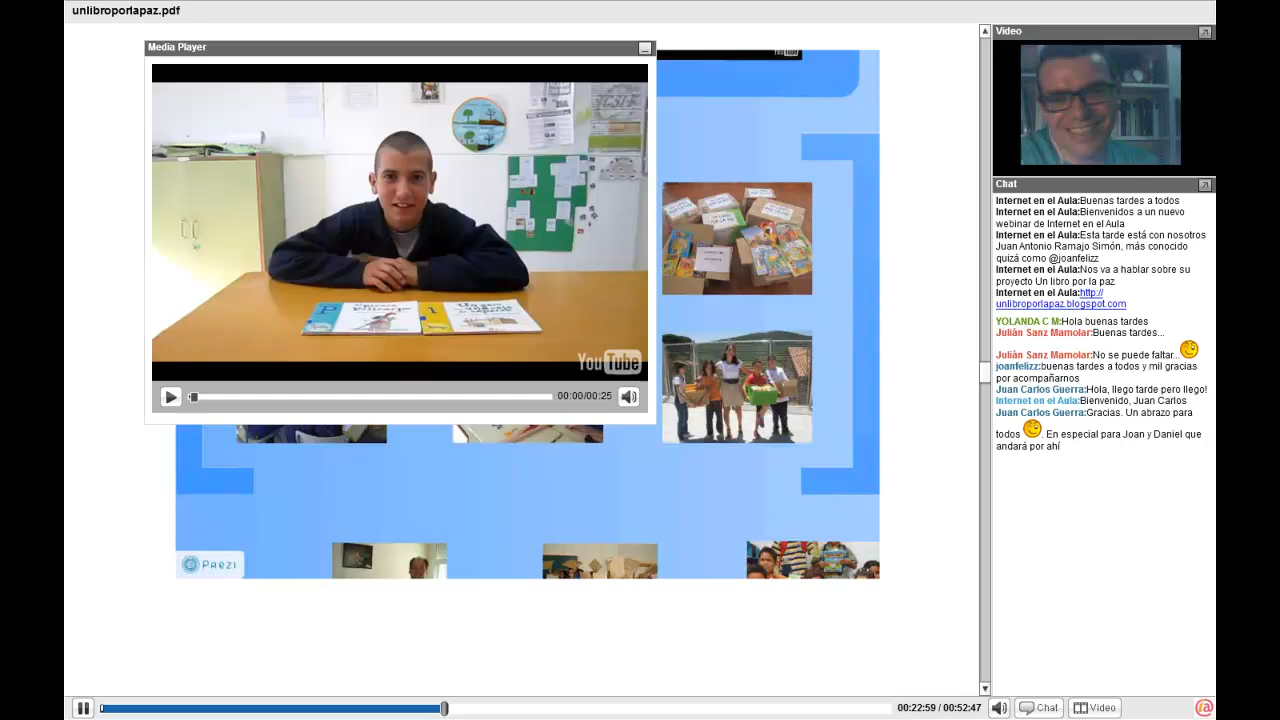 unlibroporlapaz.pdf
Media Player
YouTube
00:00/00:25
Prezi
Video
Chat
Internet en el Aula:Buenas tardes a todos
Internet en el Aula:Bienvenidos a un nuevo
webinar de Internet en el Aula
Internet en el Aula:Esta tarde está con nosotros
Juan Antonio Ramajo Simón, más conocido
quizá como @joanfelizz
Internet en el Aula:Nos va a hablar sobre su
proyecto Un libro por la paz
Internet en el Aula:http://
unlibroporlapaz.blogspot.com
YOLANDA C M:Hola buenas tardes
Julián Sanz Mamolar:Buenas tardes...
Julián Sanz Mamolar:No se puede faltar...
joanfelizz:buenas tardes a todos y mil gracias
por acompañarnos
Juan Carlos Guerra:Hola, llego tarde pero llego!
Internet en el Aula:Bienvenido, Juan Carlos
Juan Carlos Guerra:Gracias. Un abrazo para
todos . En especial para Joan y Daniel que
andará por ahí
00:22:59 / 00:52:47
Chat
Video